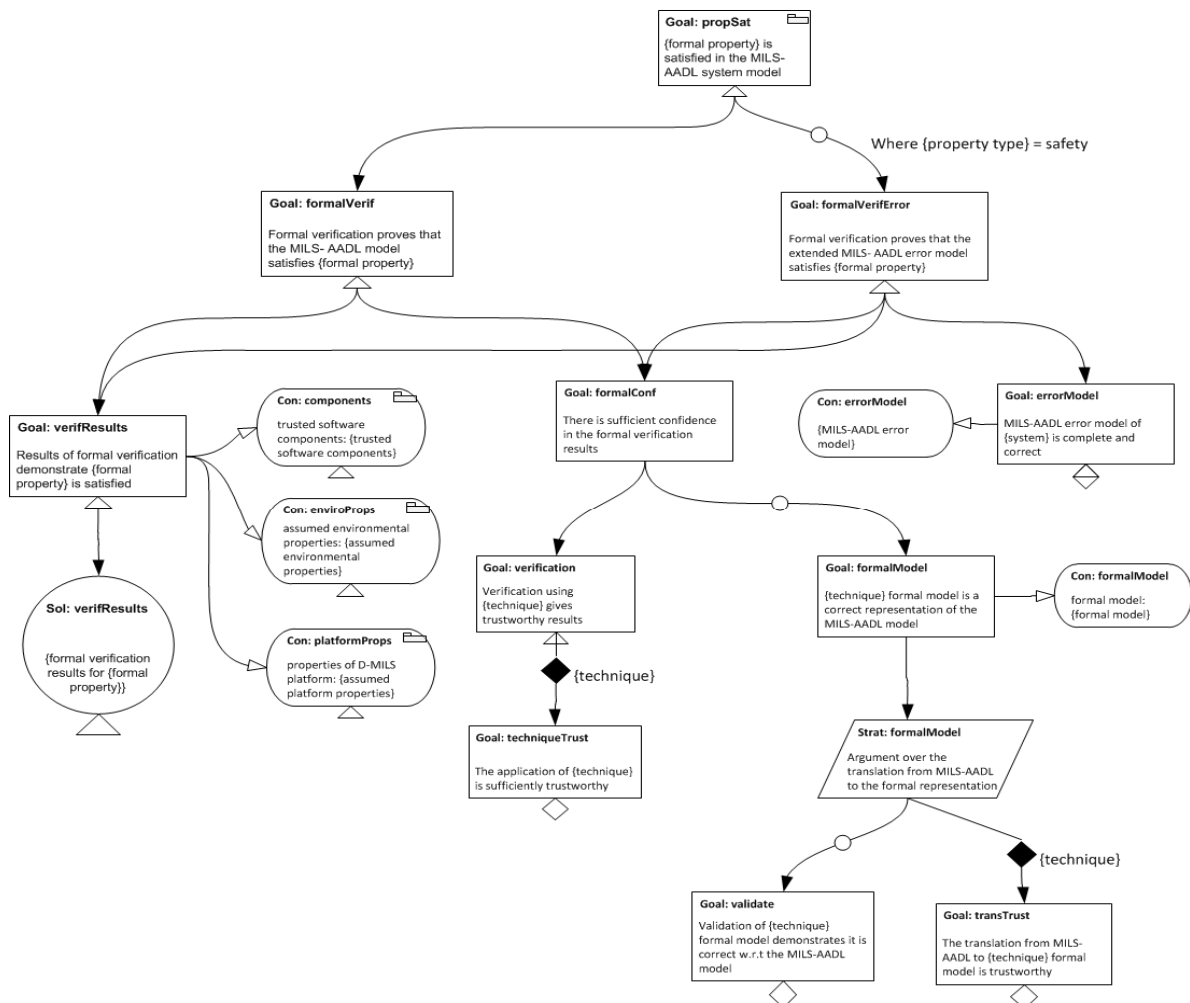 Goal: propSat
{formal property} is
satisfied in the MILS-
AADL system model
Where {property type} = safety
Goal: formalVerif
Formal verification proves that
the MILS- AADL model
satisfies {formal property}
Goal: formalVerifError
Formal verification proves that the
extended MILS- AADL error model
satisfies {formal property}
Goal: verifResults
Results of formal verification
demonstrate {formal
property} is satisfied
Con: components
trusted software
components: {trusted
software components}
Goal: formalConf
There is sufficient confidence
in the formal verification
results
Con: errorModel
{MILS-AADL error
model}
Goal: errorModel
MILS-AADL error model of
{system} is complete and
correct
Con: enviroProps
assumed environmental
properties: {assumed
environmental
properties}
Sol: verifResults
{formal verification
results for {formal
property}}
Con: platformProps
properties of D-MILS
platform: {assumed
platform properties}
Goal: verification
Verification using
{technique} gives
trustworthy results
{technique}
Goal: techniqueTrust
The application of {technique}
is sufficiently trustworthy
Goal: formalModel
{technique} formal model is a
correct representation of the
MILS-AADL model
Con: formalModel
formal model:
{formal model}
Strat: formalModel
Argument over the
translation from MILS-AADL
to the formal representation
{technique}
Goal: validate
Validation of {technique}
formal model demonstrates it is
correct w.r.t the MILS-AADL
model
Goal: transTrust
The translation from MILS-
AADL to {technique} formal
model is trustworthy